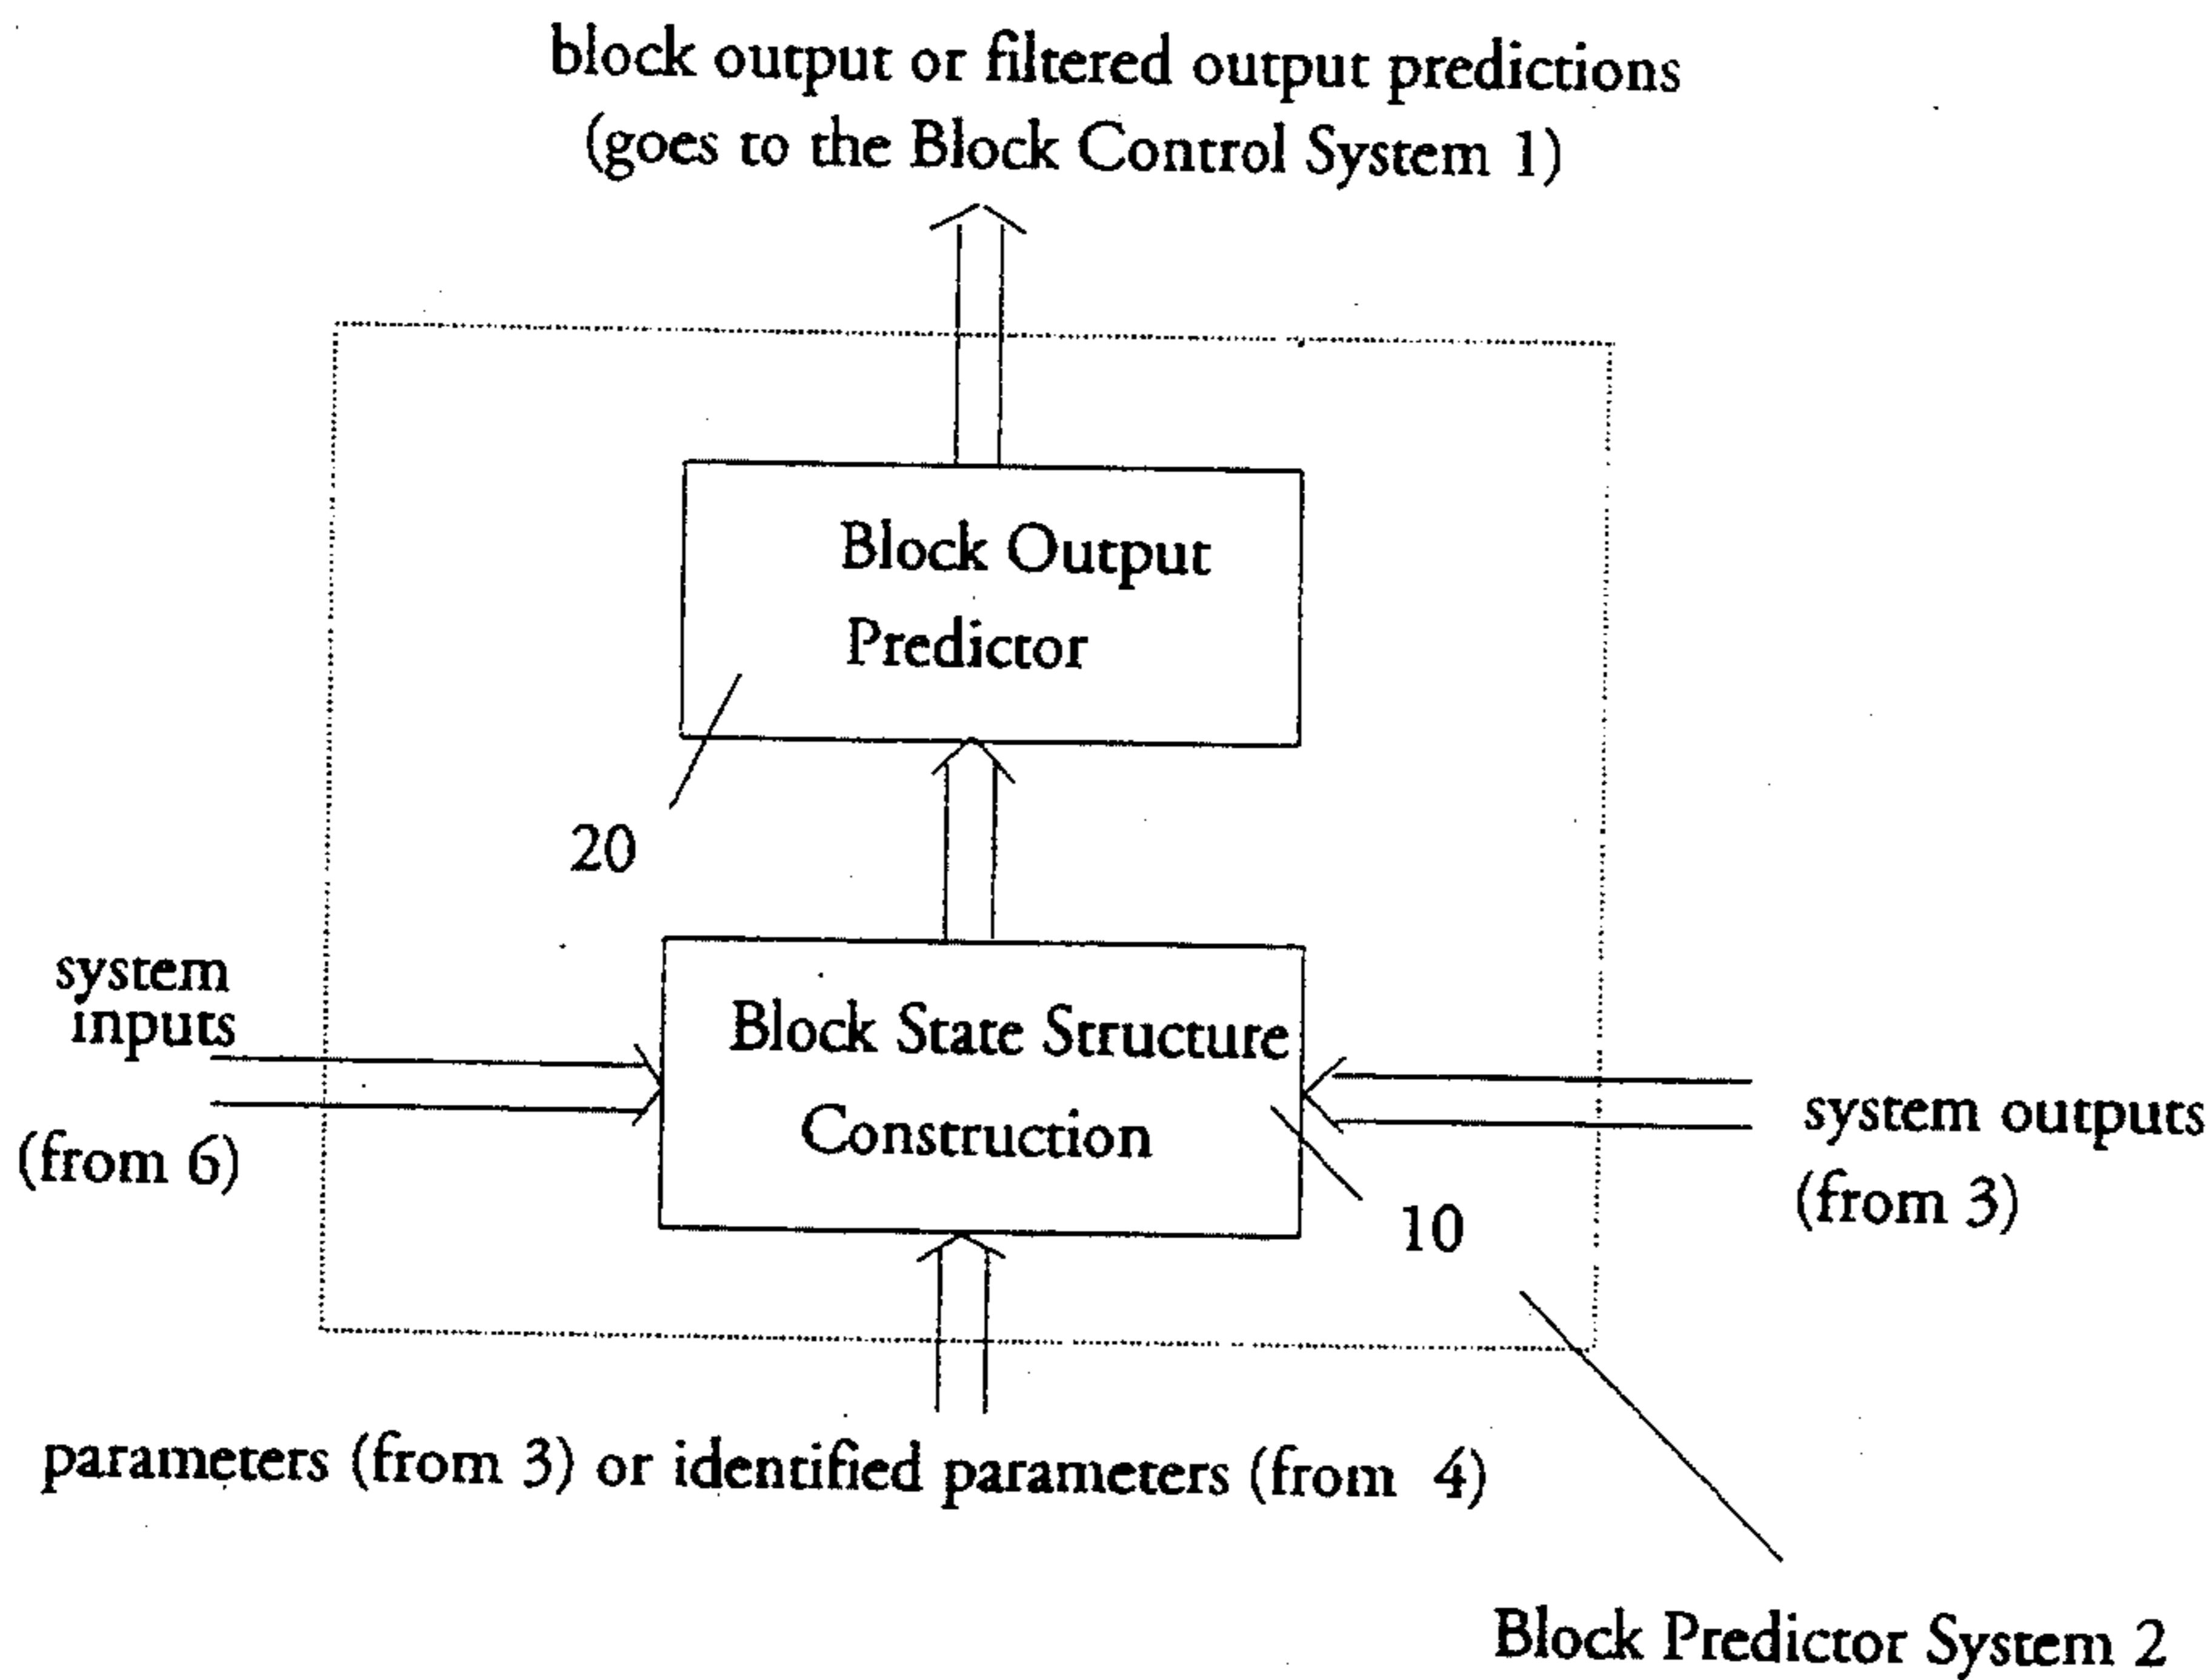 block output or filtered output predictions
(goes to the Block Control System 1)
Block Output
Predictor
20
system
inputs
(from 6)
Block State Structure
Construction
system outputs
(from 3)
10
parameters (from 3) or identified parameters (from 4)
Block Predictor System 2